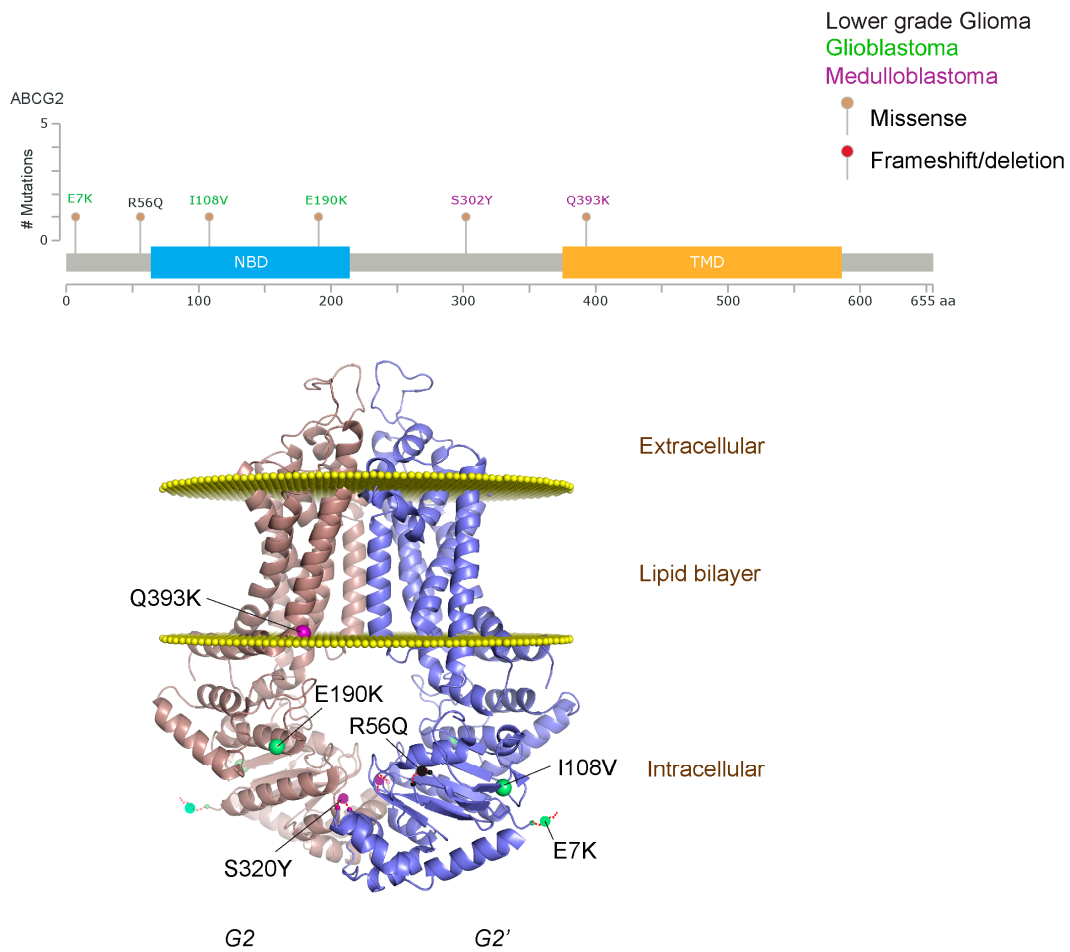 Lower grade Glioma
Glioblastoma
Medulloblastoma
Missense
Frameshift/deletion
ABCG2
# Mutations
5
0
E7K
R56Q
I108V
E190K
S302Y
Q393K
NBD
TMD
0 100 200 300 400 500 600 655 aa
Extracellular
Lipid bilayer
Q393K
E190K
R56Q
I108V
Intracellular
E7K
S320Y
G2
G2’